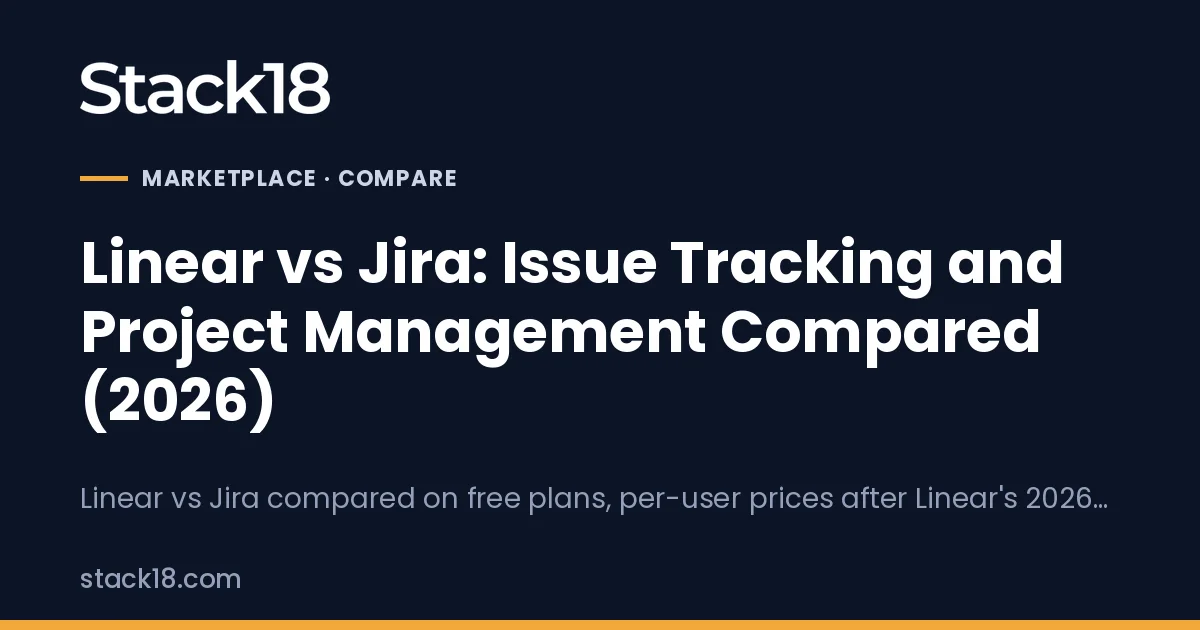 Stack18
MARKETPLACE · COMPARE
Linear vs Jira: Issue Tracking and
Project Management Compared
(2026)
Linear vs Jira compared on free plans, per-user prices after Linear's 2026…
stack18.com